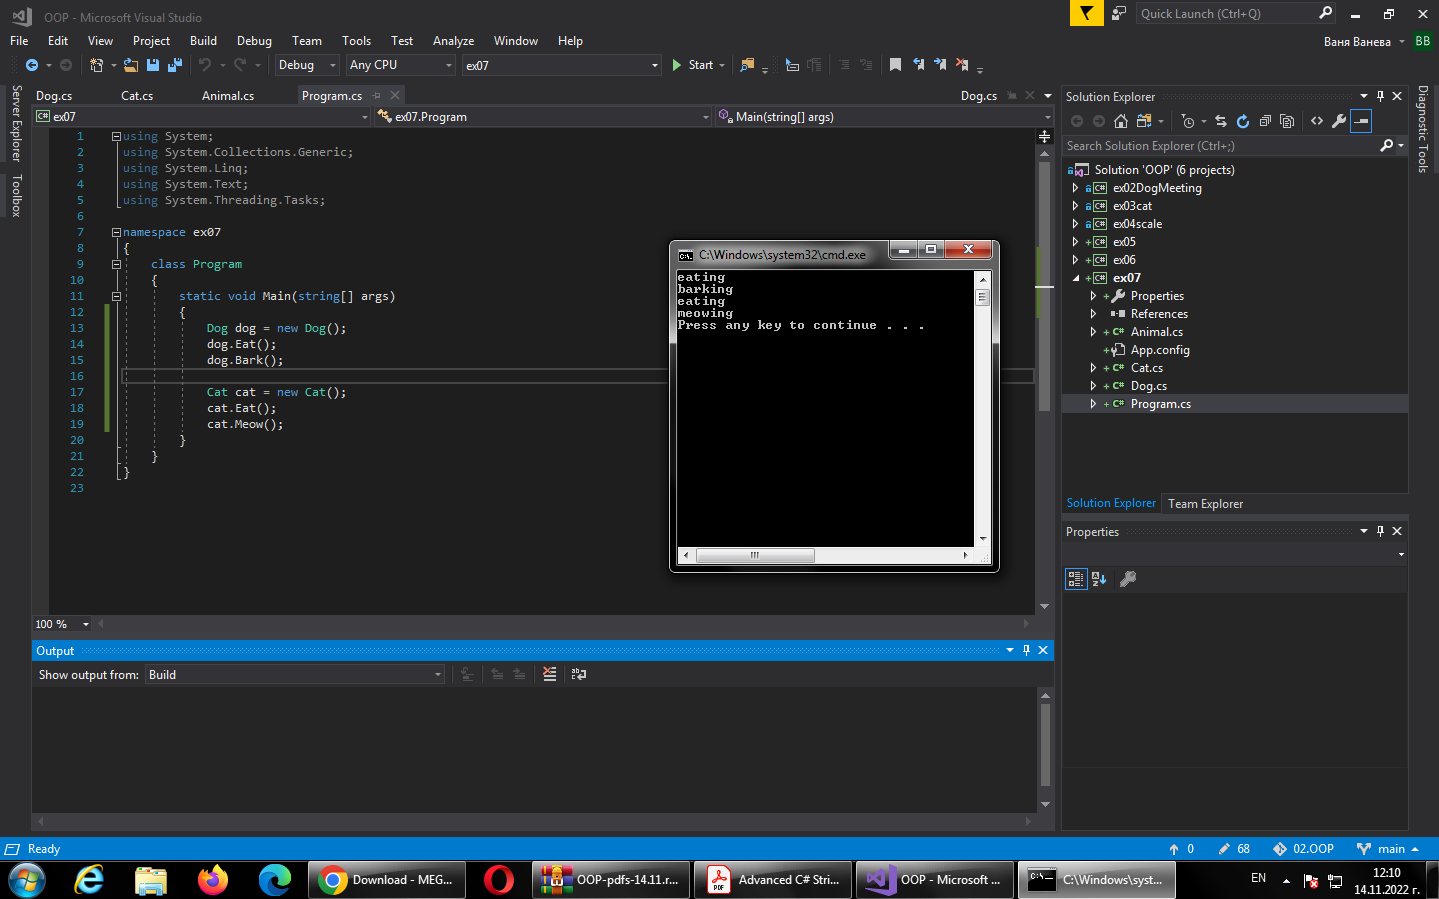 OOP - Microsoft Visual Studio
Quick Launch (Ctrl+Q)
File Edit View Project Build Debug Team Tools Test Analyze Window Help
Ваня Ванева BB
Debug Any CPU ex07 Start
Server Explorer
Toolbox
Dog.cs Cat.cs Animal.cs Program.cs Dog.cs
C# ex07 ex07.Program Main(string[] args)
1 using System;
2 using System.Collections.Generic;
3 using System.Linq;
4 using System.Text;
5 using System.Threading.Tasks;
6
7 namespace ex07
8 {
9 class Program
10 {
11 static void Main(string[] args)
12 {
13 Dog dog = new Dog();
14 dog.Eat();
15 dog.Bark();
16
17 Cat cat = new Cat();
18 cat.Eat();
19 cat.Meow();
20 }
21 }
22 }
23
100 %
C:\Windows\system32\cmd.exe
eating
barking
eating
meowing
Press any key to continue . . .
Solution Explorer
Search Solution Explorer (Ctrl+;)
Solution 'OOP' (6 projects)
C# ex02DogMeeting
C# ex03cat
C# ex04scale
+ C# ex05
+ C# ex06
+ C# ex07
+ Properties
References
+ C# Animal.cs
+ App.config
+ C# Cat.cs
+ C# Dog.cs
+ C# Program.cs
Solution Explorer Team Explorer
Properties
Diagnostic Tools
Output
Show output from: Build
Ready
0 68 02.OOP main
Download - MEG...
OOP-pdfs-14.11.r...
PDF
Advanced C# Stri...
OOP - Microsoft ...
C:\Windows\syst...
EN
12:10
14.11.2022 г.